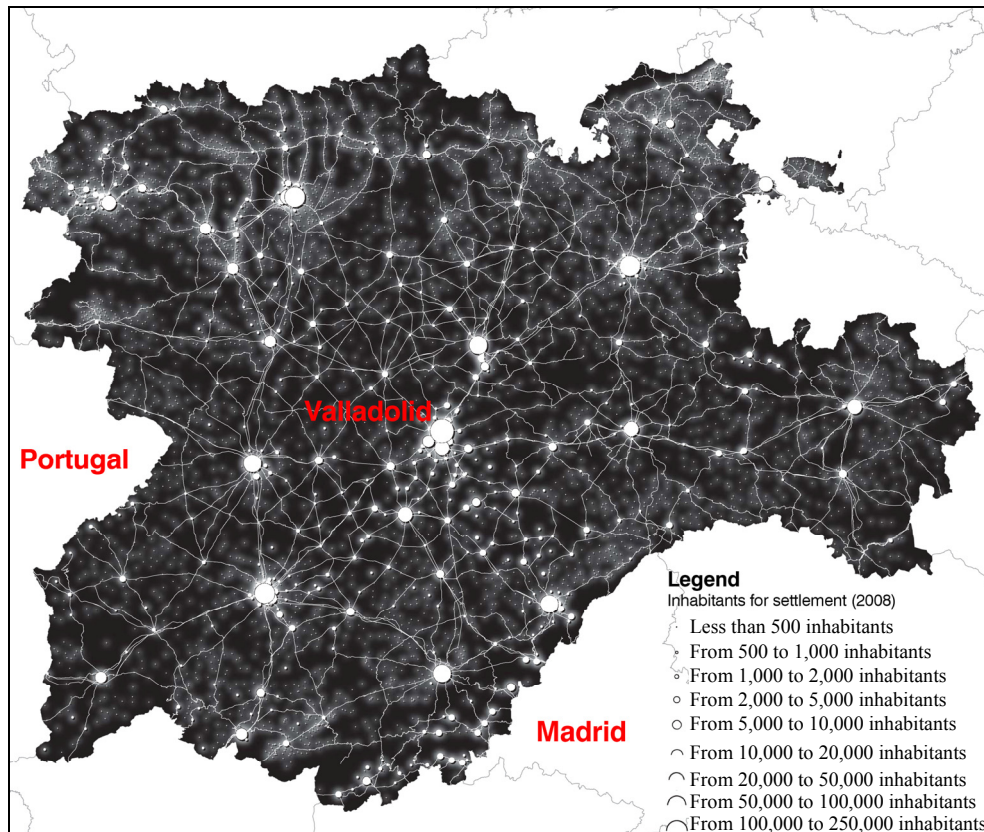 Valladolid
Portugal
Madrid
Legend
Inhabitants for settlement (2008)
Less than 500 inhabitants
From 500 to 1,000 inhabitants
From 1,000 to 2,000 inhabitants
From 2,000 to 5,000 inhabitants
From 5,000 to 10,000 inhabitants
From 10,000 to 20,000 inhabitants
From 20,000 to 50,000 inhabitants
From 50,000 to 100,000 inhabitants
From 100,000 to 250,000 inhabitants